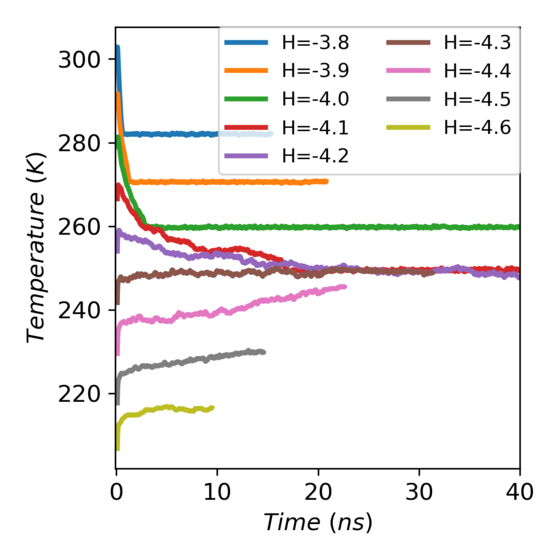 H=-3.8
H=-3.9
H=-4.0
H=-4.1
H=-4.2
H=-4.3
H=-4.4
H=-4.5
H=-4.6
300
280
260
240
220
Temperature (K)
0 10 20 30 40
Time (ns)